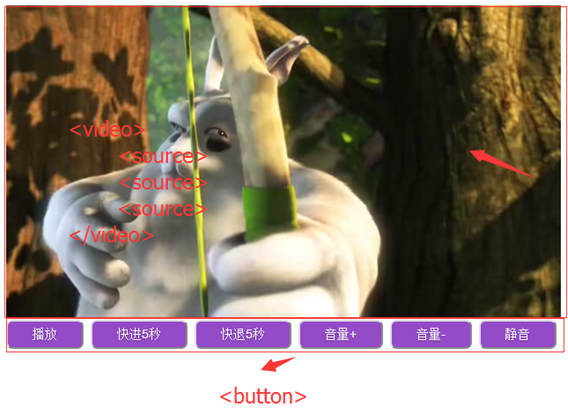 <video>
<source>
<source>
<source>
</video>
播放 快进5秒 快退5秒 音量+ 音量- 静音
<button>